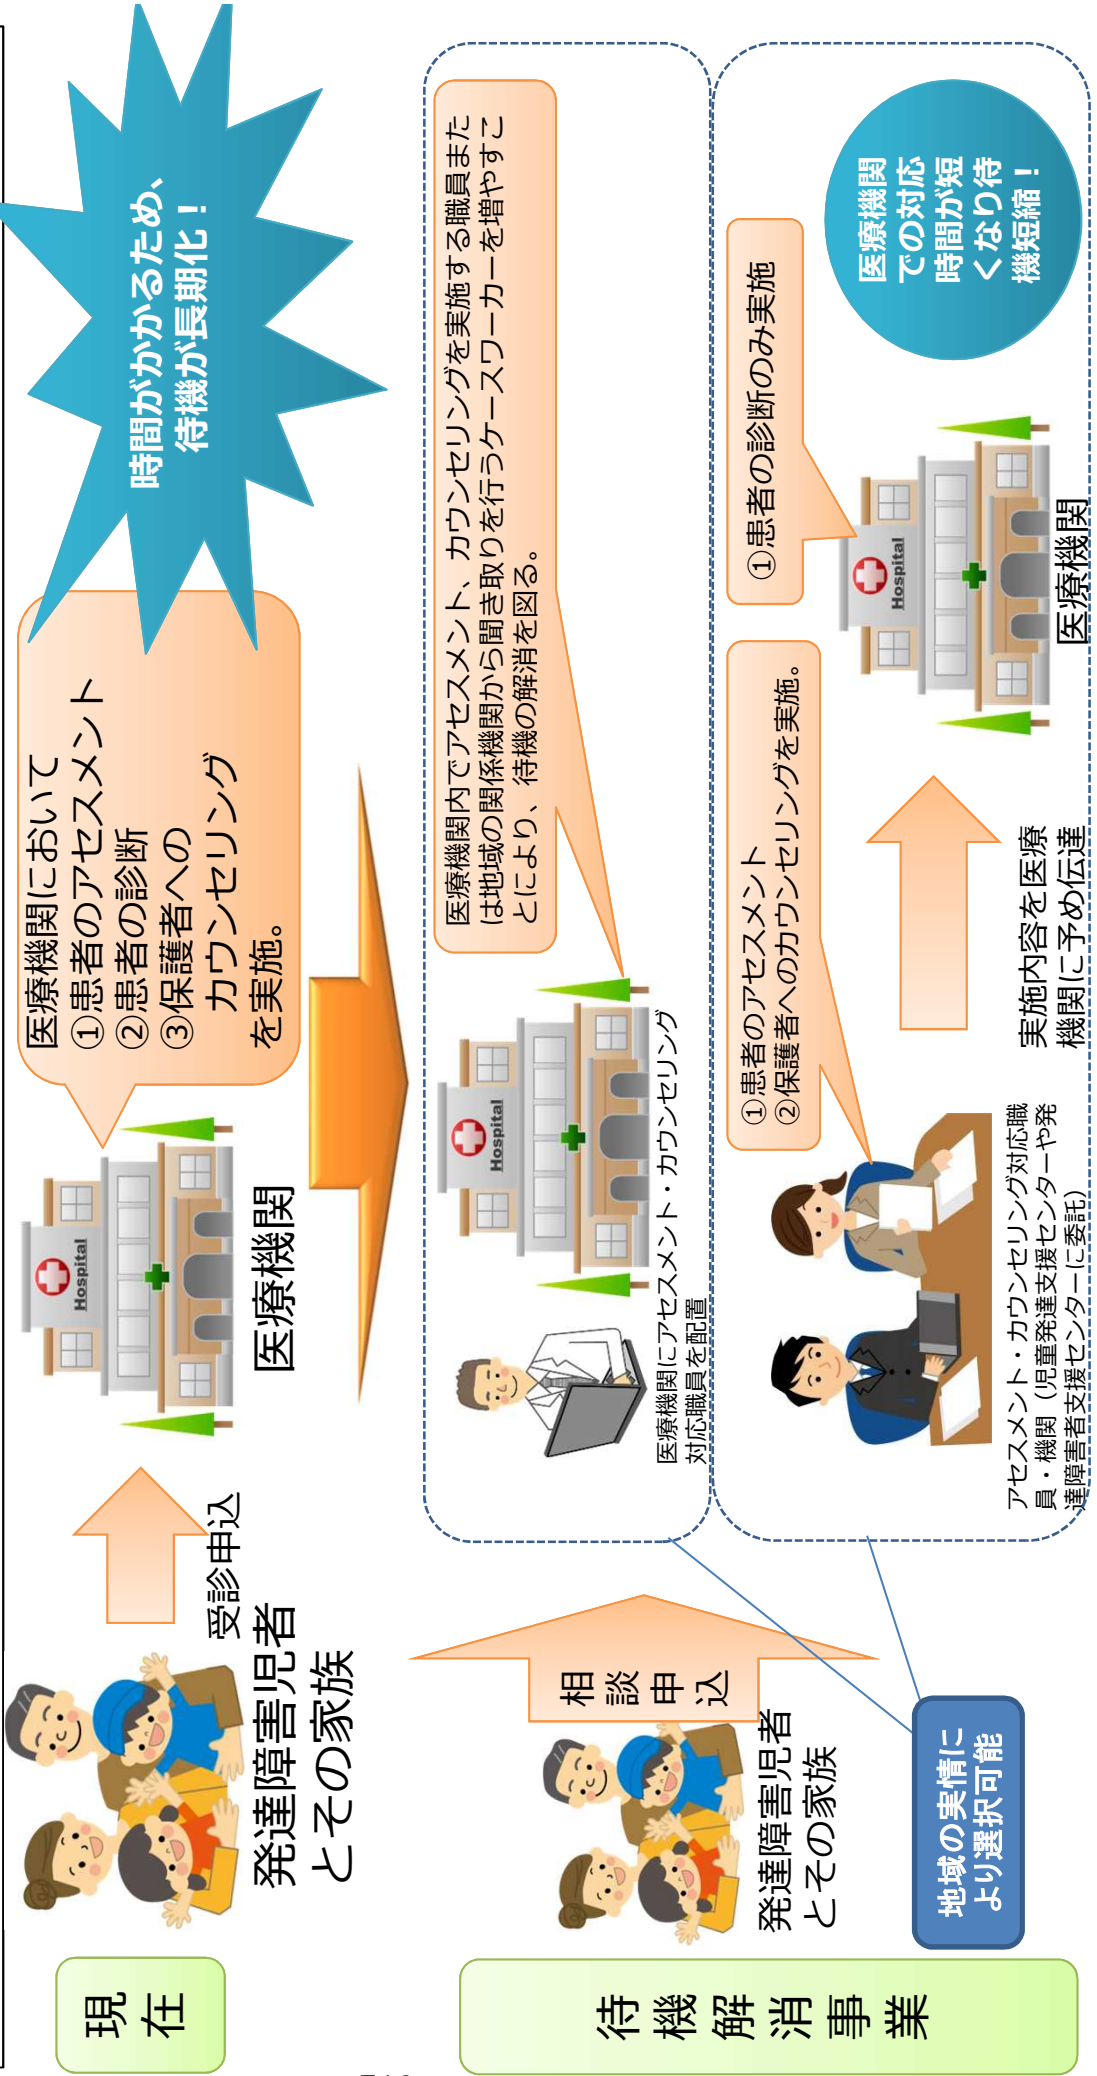 現在
発達障害児者
とその家族
受診申込
Hospital
医療機関
医療機関において
①患者のアセスメント
②患者の診断
③保護者への
カウンセリング
を実施。
時間がかかるため、
待機が長期化！
待機解消事業
発達障害児者
とその家族
相談申込
地域の実情に
より選択可能
医療機関にアセスメント・カウンセリング
対応職員を配置
Hospital
医療機関内でアセスメント、カウンセリングを実施する職員また
は地域の関係機関から聞き取りを行うケースワーカーを増やすこ
とにより、待機の解消を図る。
アセスメント・カウンセリング対応職
員・機関（児童発達支援センターや発
達障害者支援センターに委託）
①患者のアセスメント
②保護者へのカウンセリングを実施。
実施内容を医療
機関に予め伝達
Hospital
医療機関
①患者の診断のみ実施
医療機関
での対応
時間が短
くなり待
機短縮！